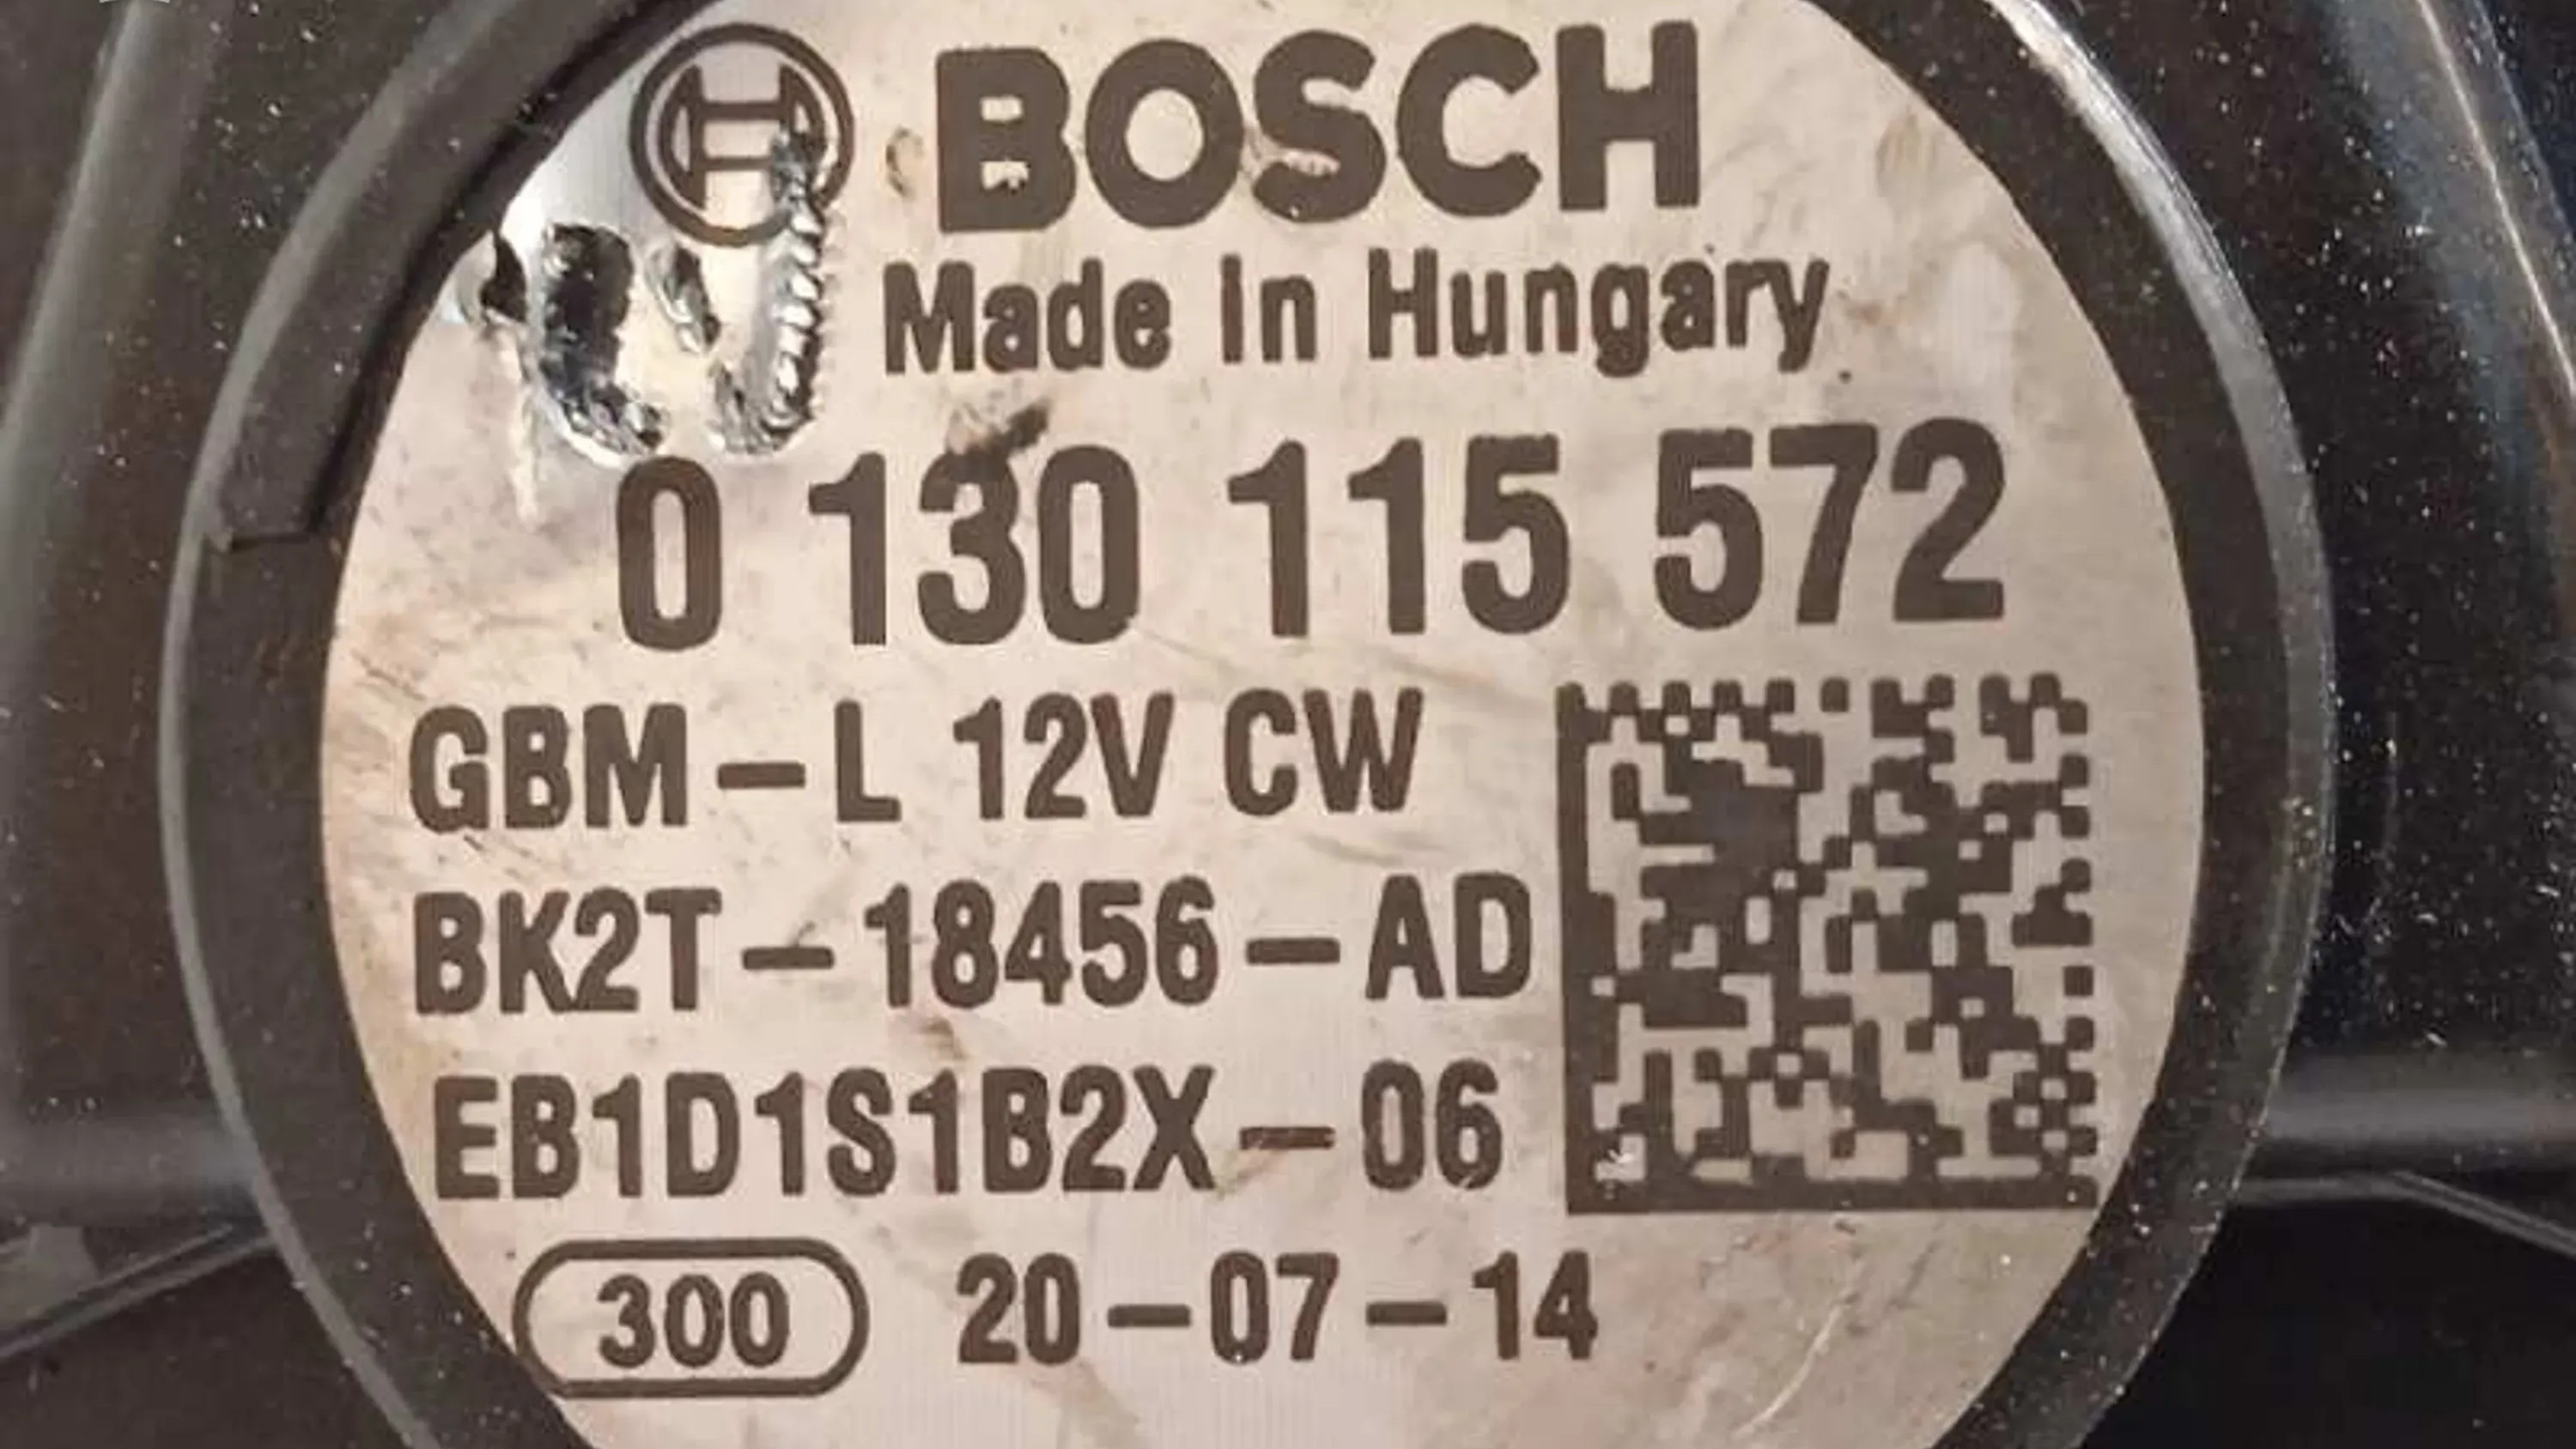 BOSCH
Made in Hungary
0 130 115 572
GBM-L 12V CW
BK2T-18456-AD
EB1D1S1B2X-06
300 20-07-14